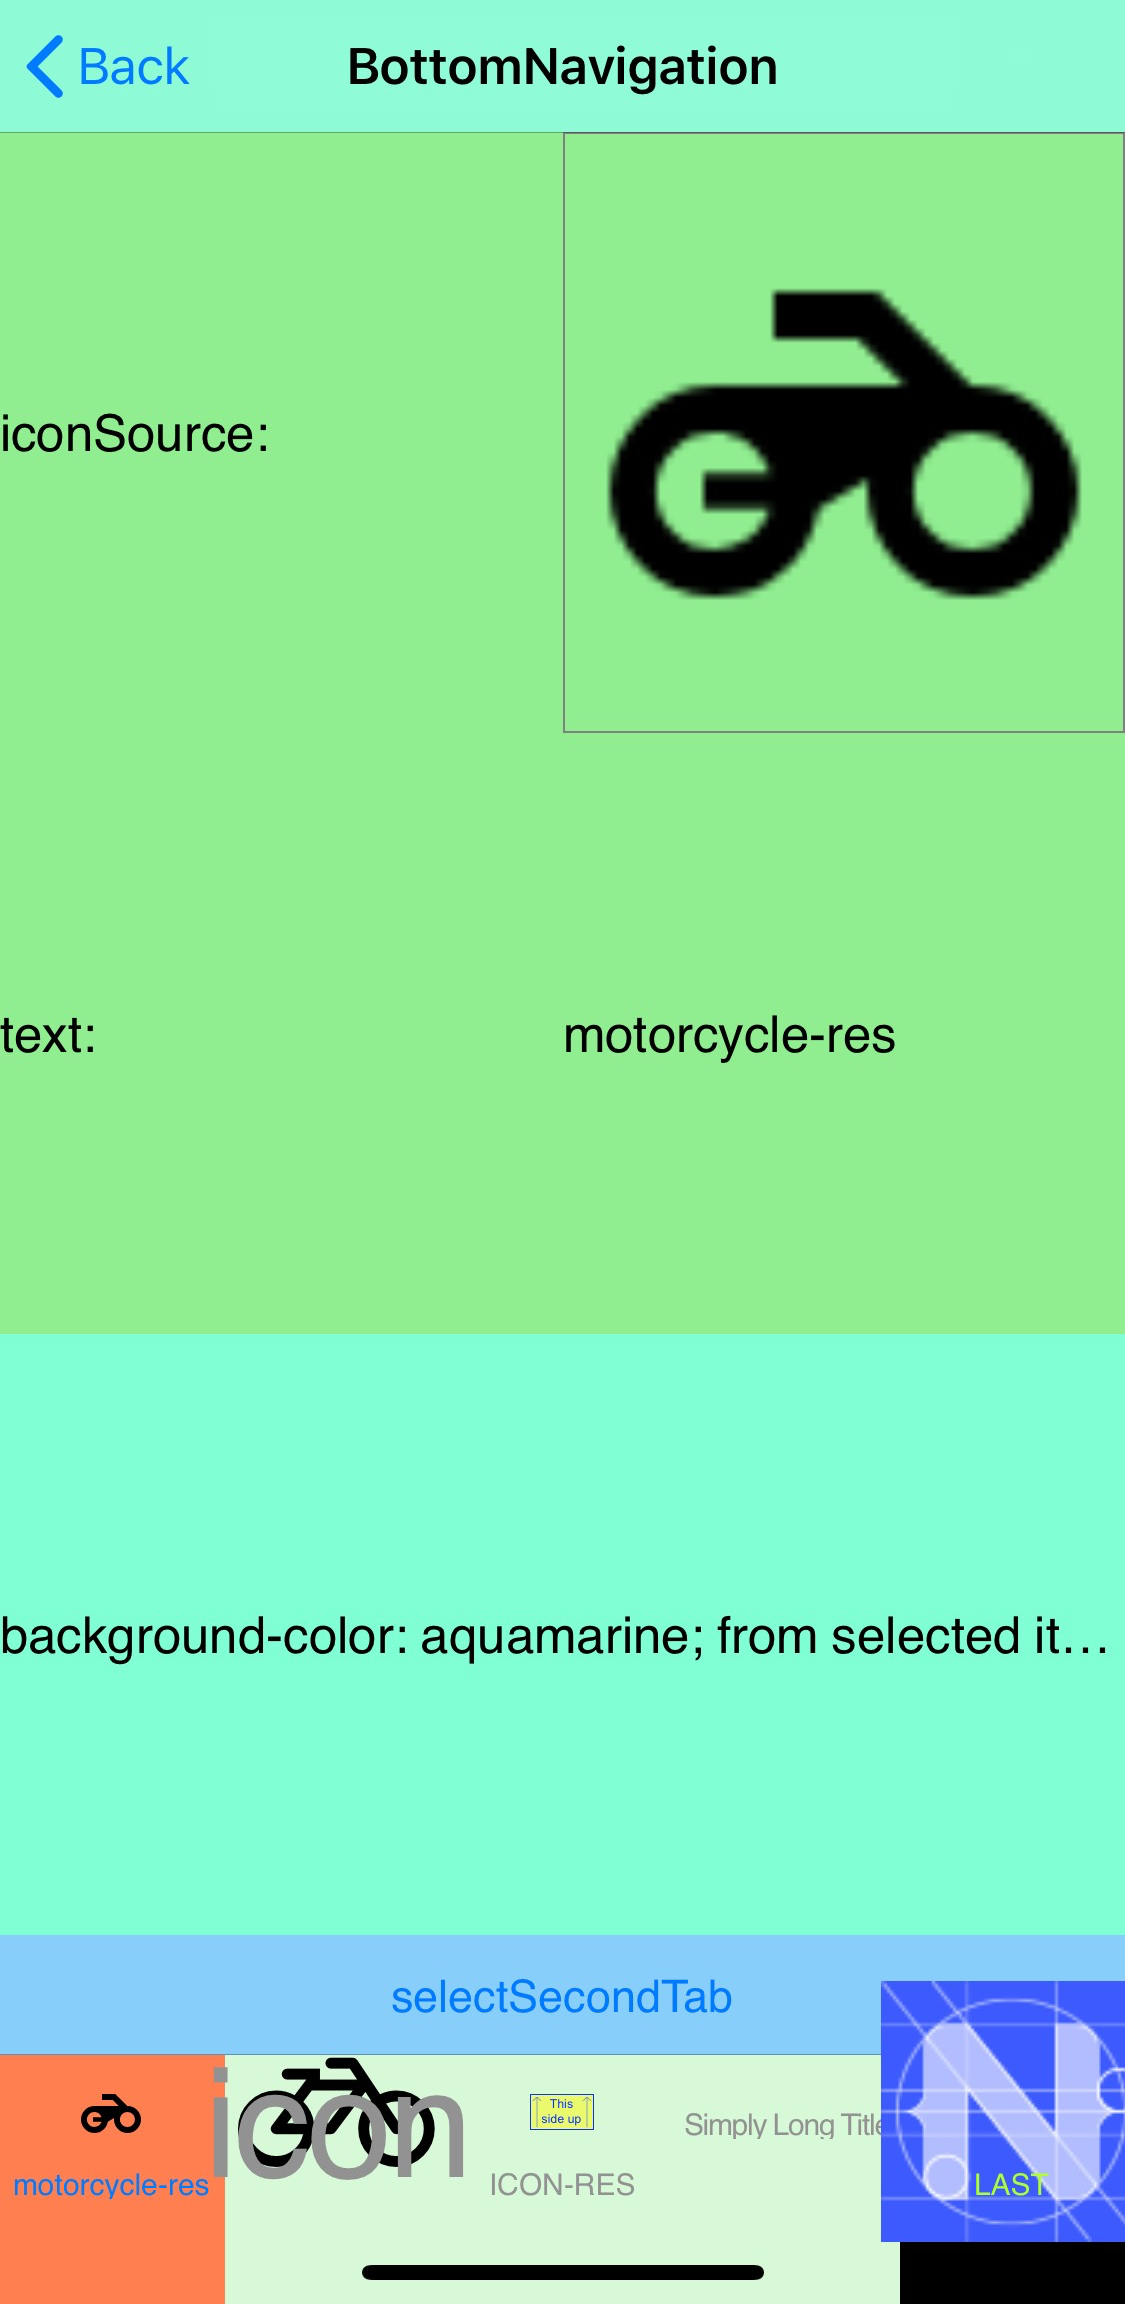 Back
BottomNavigation
iconSource:
text:
motorcycle-res
background-color: aquamarine; from selected it…
selectSecondTab
motorcycle-res
icon
This
side up
ICON-RES
Simply Long Title
LAST